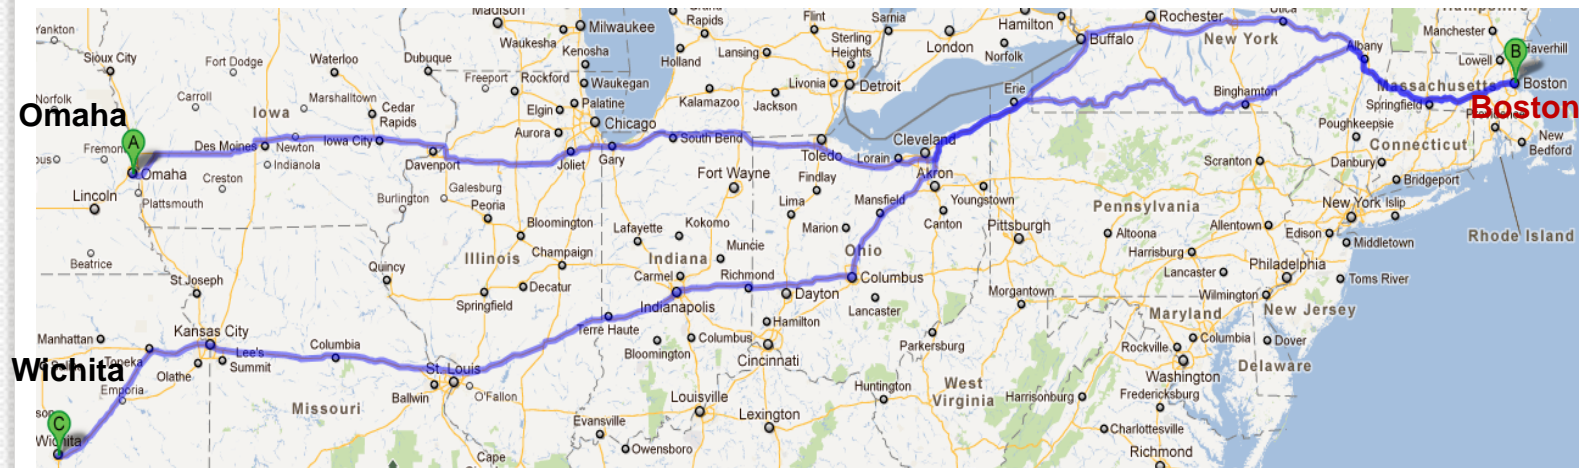 Madison
Rapids
Flint
Sarnia
Hamilton
Rochester
Utica
Yankton
Milwaukee
Waukesha
Lansing
Sterling
Heights
London
Norfolk
Buffalo
New York
Albany
Manchester
Haverhill
B
Sioux City
Fort Dodge
Waterloo
Dubuque
Kenosha
Holland
Lowell
Freeport
Rockford
Waukegan
Livonia
Detroit
Erie
Massachusetts
Boston
Norfolk
Carroll
Marshalltown
Iowa
Cedar
Rapids
Elgin
Palatine
Kalamazoo
Jackson
Binghamton
Springfield
Boston
Omaha
Aurora
Chicago
Poughkeepsie
A
Des Moines
Newton
Iowa City
South Bend
Cleveland
Connecticut
New
Bedford
Fremont
Indianola
Davenport
Joliet
Gary
Toledo
Lorain
Scranton
Danbury
Omaha
Creston
Fort Wayne
Findlay
Akron
Bridgeport
Lincoln
Plattsmouth
Burlington
Galesburg
Peoria
Lima
Mansfield
Youngstown
Pennsylvania
New York
Islip
Bloomington
Lafayette
Kokomo
Marion
Canton
Pittsburgh
Altoona
Allentown
Edison
Rhode Island
Beatrice
Illinois
Champaign
Indiana
Muncie
Ohio
Harrisburg
Middletown
St Joseph
Quincy
Decatur
Carmel
Richmond
Columbus
Lancaster
Philadelphia
Toms River
Springfield
Indianapolis
Dayton
Lancaster
Morgantown
Wilmington
New Jersey
Manhattan
Kansas City
Terre Haute
Hamilton
Maryland
Topeka
Lee's
Summit
Columbia
Bloomington
Columbus
Parkersburg
Rockville
Columbia
Dover
Wichita
Olathe
St. Louis
Cincinnati
Delaware
Emporia
Ballwin
O'Fallon
Louisville
Huntington
West
Virginia
Washington
Harrisonburg
Fredericksburg
C
Missouri
Lexington
Wichita
Evansville
Owensboro
Charlottesville
Cape
Richmond